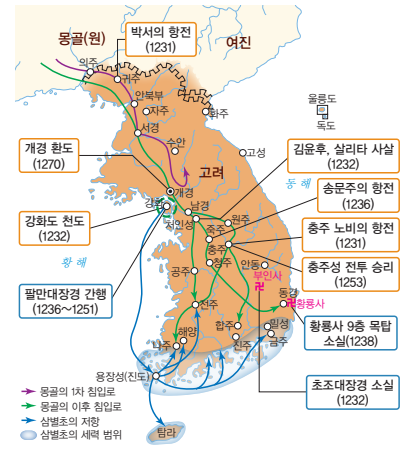 몽골(원)
박서의 항전
(1231)
여진
의주
귀주
안북부
자주
화주
서경
수안
울릉도
독도
고성
개경 환도
(1270)
김윤후, 살리타 사살
(1232)
고려
동해
개경
강화
남경
처인성
죽주
원주
충주
청주
송문주의 항전
(1236)
강화도 천도
(1232)
충주 노비의 항전
(1231)
황해
충주성 전투 승리
(1253)
공주
안동
부인사
팔만대장경 간행
(1236~1251)
동경
황룡사
전주
합주
밀성
금주
진주
해양
나주
황룡사 9층 목탑
소실(1238)
용장성(진도)
초조대장경 소실
(1232)
탐라
몽골의 1차 침입로
몽골의 이후 침입로
삼별초의 저항
삼별초의 세력 범위